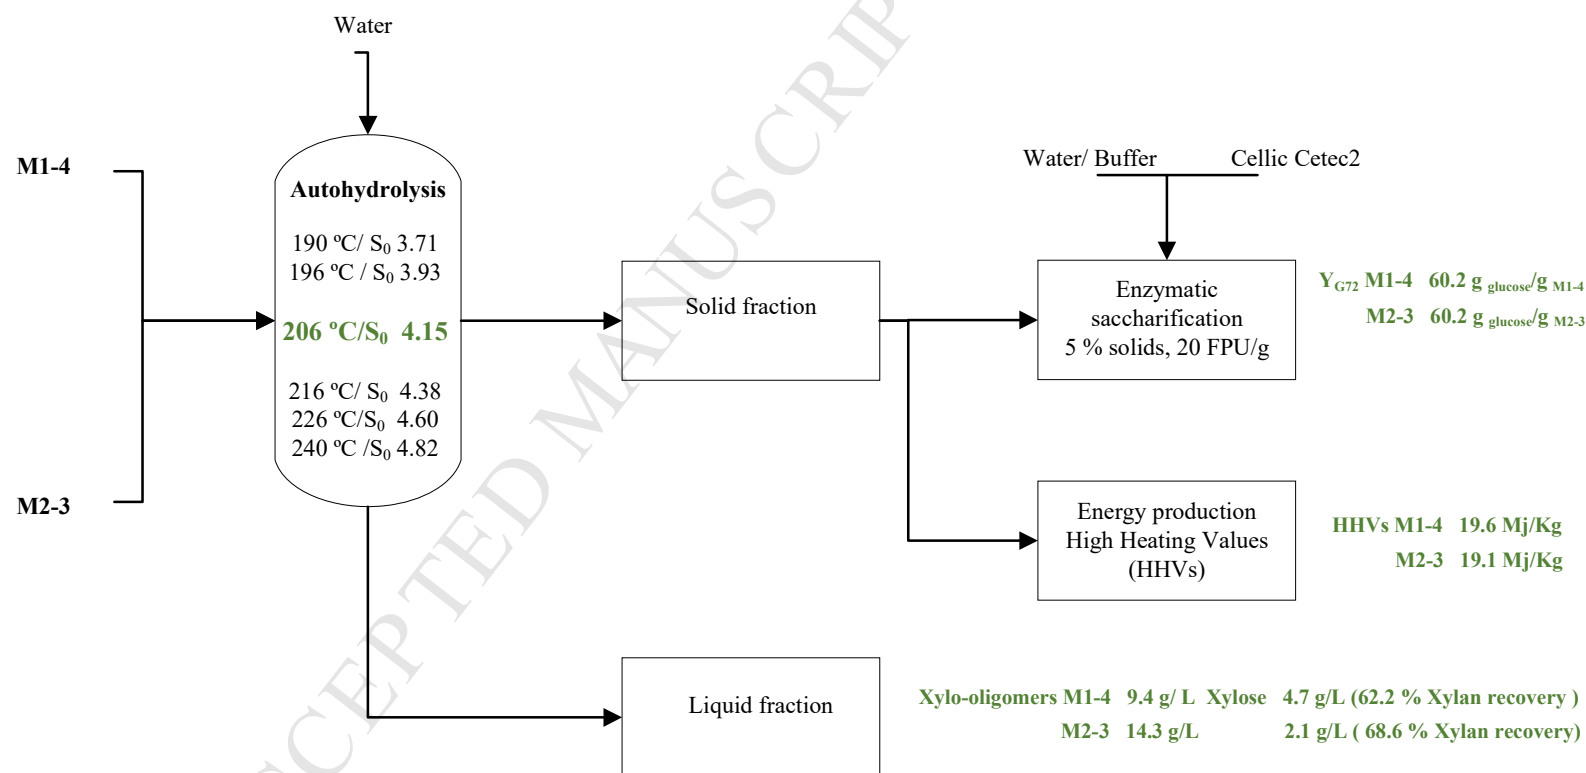 Water
M1-4
Autohydrolysis
190 ºC/ S₀ 3.71
196 ºC / S₀ 3.93
206 ºC/S₀ 4.15
216 ºC/ S₀ 4.38
226 ºC/S₀ 4.60
240 ºC /S₀ 4.82
M2-3
Solid fraction
Water/ Buffer Cellic Cetec2
Enzymatic
saccharification
5 % solids, 20 FPU/g
Y_G72 M1-4 60.2 g glucose/g M1-4
M2-3 60.2 g glucose/g M2-3
Energy production
High Heating Values
(HHVs)
HHVs M1-4 19.6 Mj/Kg
M2-3 19.1 Mj/Kg
Liquid fraction
Xylo-oligomers M1-4 9.4 g/ L Xylose 4.7 g/L (62.2 % Xylan recovery )
M2-3 14.3 g/L 2.1 g/L ( 68.6 % Xylan recovery)
CEPTED MANUSCRIP